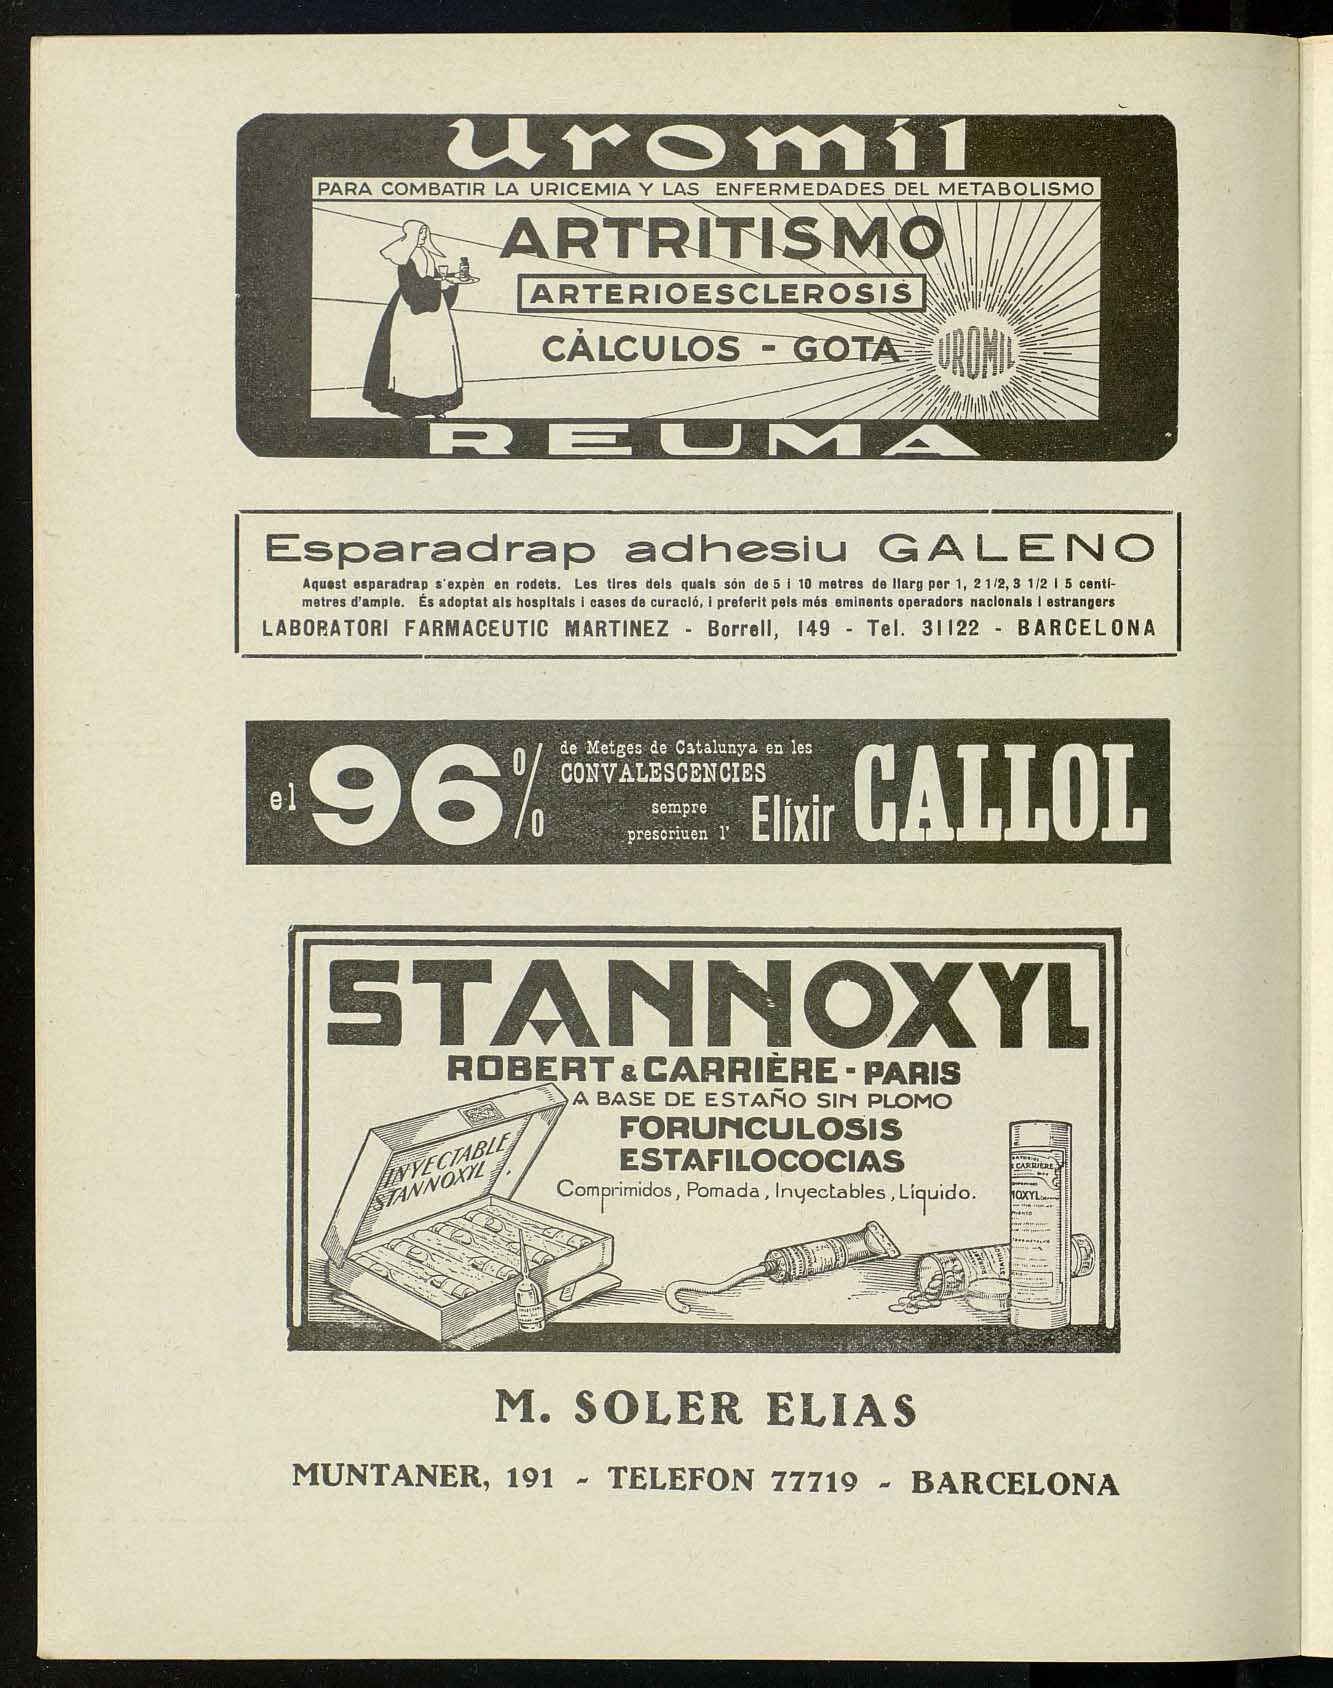 Uromil
PARA COMBATIR LA URICEMIA Y LAS ENFERMEDADES DEL METABOLISMO
ARTRITISMO
ARTERIOESCLEROSIS
CÁLCULOS - GOTA
UROMIL
REUMA
Esparadrap adhesiu GALENO
Aquest esparadrap s'expèn en rodets. Les tires dels quals són de 5 i 10 metres de llarg per 1, 2 1/2, 3 1/2 i 5 centí-
metres d'ample. És adoptat als hospitals i cases de curació, i preferit pels més eminents operadors nacionals i estrangers
LABORATORI FARMACEUTIC MARTINEZ - Borrell, 149 - Tel. 31122 - BARCELONA
el 96% de Metges de Catalunya en les
CONVALESCENCIES
sempre
prescriuen l' Elíxir CALLOL
STANNOXYL
ROBERT & CARRIÈRE - PARIS
A BASE DE ESTAÑO SIN PLOMO
FORUNCULOSIS
ESTAFILOCOCIAS
Comprimidos, Pomada, Inyectables, Líquido.
INYECTABLE
STANNOXYL
CARRIÈRE
NOXYL
M. SOLER ELIAS
MUNTANER, 191 - TELEFON 77719 - BARCELONA